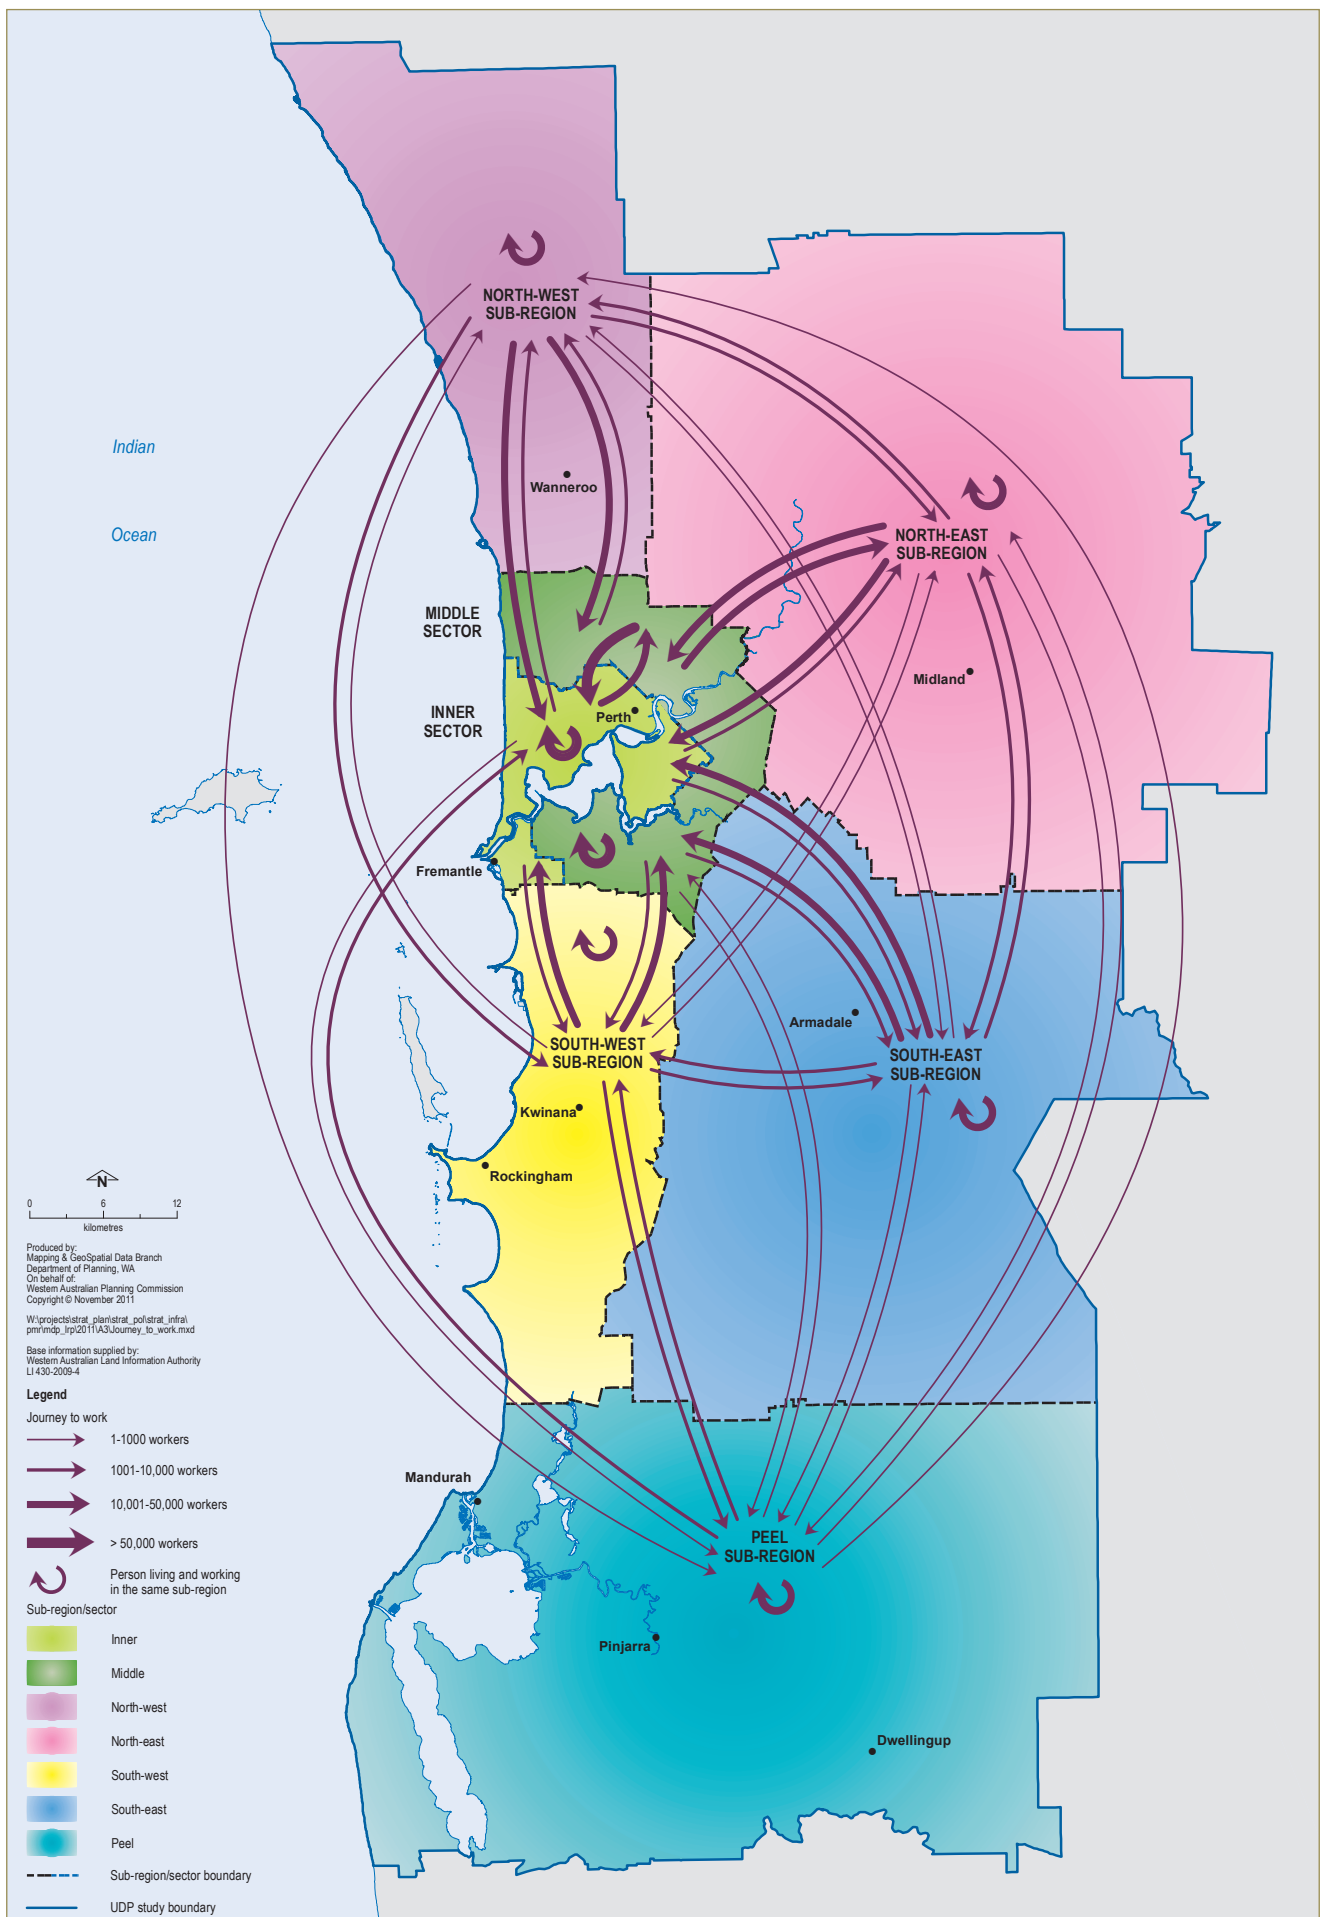 NORTH-WEST
SUB-REGION
Indian
Ocean
Wanneroo
NORTH-EAST
SUB-REGION
MIDDLE
SECTOR
Midland
INNER
SECTOR
Perth
Fremantle
Armadale
SOUTH-WEST
SUB-REGION
SOUTH-EAST
SUB-REGION
Kwinana
Rockingham
N
0 6 12
kilometres
Produced by:
Mapping & GeoSpatial Data Branch
Department of Planning, WA
On behalf of:
Western Australian Planning Commission
Copyright © November 2011
W:\projects\strat_plan\strat_pol\strat_infra\
pmr\mdp_lrp\2011\A3\Journey_to_work.mxd
Base information supplied by:
Western Australian Land Information Authority
LI 430-2009-4
Legend
Journey to work
1-1000 workers
1001-10,000 workers
10,001-50,000 workers
> 50,000 workers
Person living and working
in the same sub-region
Sub-region/sector
Inner
Middle
North-west
North-east
South-west
South-east
Peel
Sub-region/sector boundary
UDP study boundary
Mandurah
PEEL
SUB-REGION
Pinjarra
Dwellingup